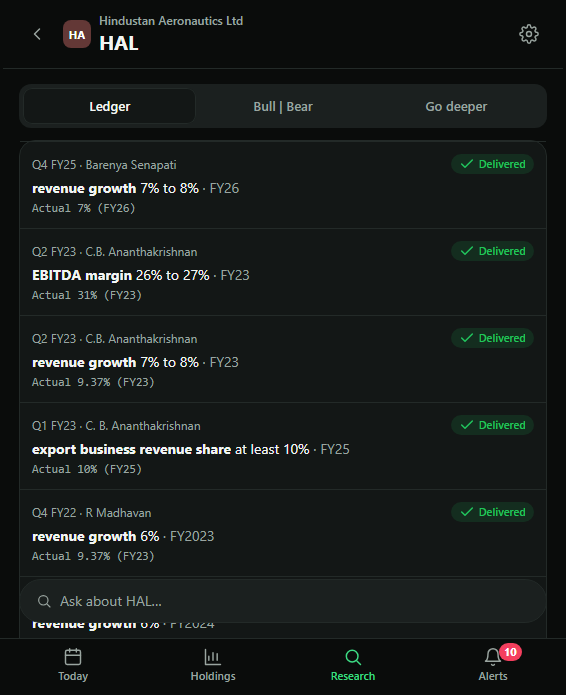 Hindustan Aeronautics Ltd
HA
HAL
Ledger
Bull | Bear
Go deeper
Q4 FY25 · Barenya Senapati
Delivered
revenue growth 7% to 8% · FY26
Actual 7% (FY26)
Q2 FY23 · C.B. Ananthakrishnan
Delivered
EBITDA margin 26% to 27% · FY23
Actual 31% (FY23)
Q2 FY23 · C.B. Ananthakrishnan
Delivered
revenue growth 7% to 8% · FY23
Actual 9.37% (FY23)
Q1 FY23 · C. B. Ananthakrishnan
Delivered
export business revenue share at least 10% · FY25
Actual 10% (FY25)
Q4 FY22 · R Madhavan
Delivered
revenue growth 6% · FY2023
Actual 9.37% (FY23)
Ask about HAL...
revenue growth 6% · FY2024
Today
Holdings
Research
10
Alerts